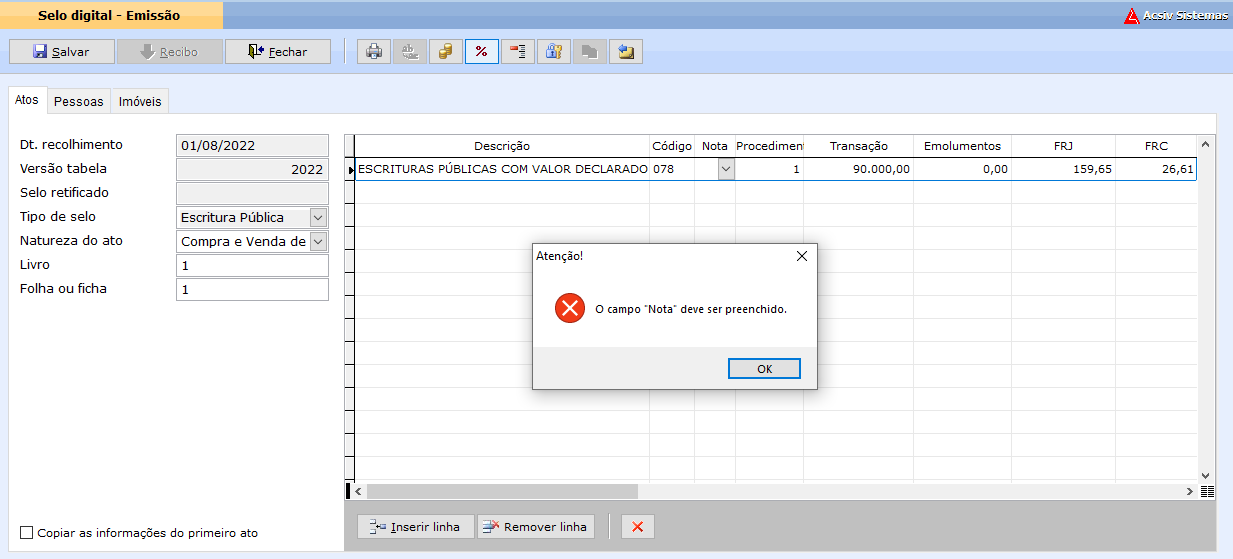 Selo digital - Emissão
Acsiv Sistemas
Salvar Recibo Fechar %
Atos Pessoas Imóveis
Dt. recolhimento 01/08/2022
Versão tabela 2022
Selo retificado
Tipo de selo Escritura Pública
Natureza do ato Compra e Venda de
Livro 1
Folha ou ficha 1
Descrição Código Nota Procediment Transação Emolumentos FRJ FRC
ESCRITURAS PÚBLICAS COM VALOR DECLARADO 078 1 90.000,00 0,00 159,65 26,61
Atenção!
O campo "Nota" deve ser preenchido.
OK
Inserir linha Remover linha
Copiar as informações do primeiro ato